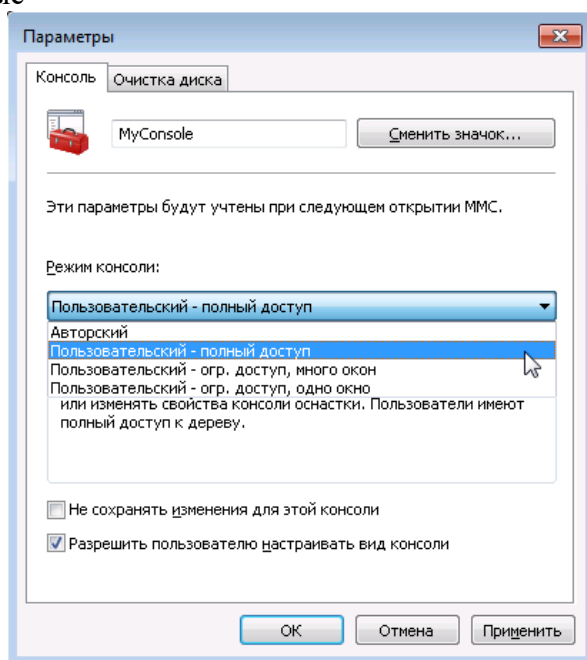 Параметры
Консоль
Очистка диска
MyConsole
Сменить значок...
Эти параметры будут учтены при следующем открытии MMC.
Режим консоли:
Пользовательский - полный доступ
Авторский
Пользовательский - полный доступ
Пользовательский - огр. доступ, много окон
Пользовательский - огр. доступ, одно окно
или изменять свойства консоли оснастки. Пользователи имеют
полный доступ к дереву.
Не сохранять изменения для этой консоли
Разрешить пользователю настраивать вид консоли
ОК
Отмена
Применить